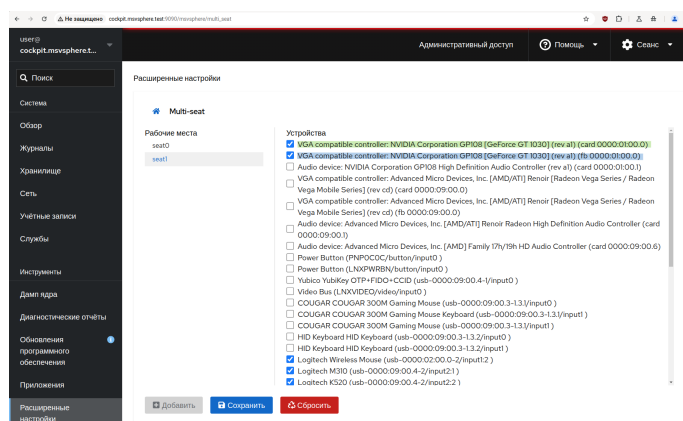 Не защищено cockpit.msvsphere.test:9090/msvsphere/multi_seat
user@
cockpit.msvsphere.t...
Административный доступ
Помощь
Сеанс
Поиск
Расширенные настройки
Система
Multi-seat
Обзор
Рабочие места
Устройства
Журналы
seat0
VGA compatible controller: NVIDIA Corporation GP108 [GeForce GT 1030] (rev a1) (card 0000:01:00.0)
seat1
VGA compatible controller: NVIDIA Corporation GP108 [GeForce GT 1030] (rev a1) (fb 0000:01:00.0)
Audio device: NVIDIA Corporation GP108 High Definition Audio Controller (rev a1) (card 0000:01:00.1)
Хранилище
VGA compatible controller: Advanced Micro Devices, Inc. [AMD/ATI] Renoir [Radeon Vega Series / Radeon
Vega Mobile Series] (rev cd) (card 0000:09:00.0)
Сеть
VGA compatible controller: Advanced Micro Devices, Inc. [AMD/ATI] Renoir [Radeon Vega Series / Radeon
Vega Mobile Series] (rev cd) (fb 0000:09:00.0)
Учётные записи
Audio device: Advanced Micro Devices, Inc. [AMD/ATI] Renoir Radeon High Definition Audio Controller (card
0000:09:00.1)
Службы
Audio device: Advanced Micro Devices, Inc. [AMD] Family 17h/19h HD Audio Controller (card 0000:09:00.6)
Power Button (PNP0C0C/button/input0 )
Инструменты
Power Button (LNXPWRBN/button/input0 )
Yubico YubiKey OTP+FIDO+CCID (usb-0000:09:00.4-1/input0 )
Дамп ядра
Video Bus (LNXVIDEO/video/input0 )
COUGAR COUGAR 300M Gaming Mouse (usb-0000:09:00.3-1.3.1/input0 )
Диагностические отчёты
COUGAR COUGAR 300M Gaming Mouse Keyboard (usb-0000:09:00.3-1.3.1/input1 )
COUGAR COUGAR 300M Gaming Mouse (usb-0000:09:00.3-1.3.1/input1 )
Обновления
программного
обеспечения
HID Keyboard HID Keyboard (usb-0000:09:00.3-1.3.2/input0 )
HID Keyboard HID Keyboard (usb-0000:09:00.3-1.3.2/input1 )
Logitech Wireless Mouse (usb-0000:02:00.0-2/input1:2 )
Logitech M310 (usb-0000:09:00.4-2/input2:1 )
Приложения
Logitech K520 (usb-0000:09:00.4-2/input2:2 )
Расширенные
настройки
Добавить
Сохранить
Сбросить